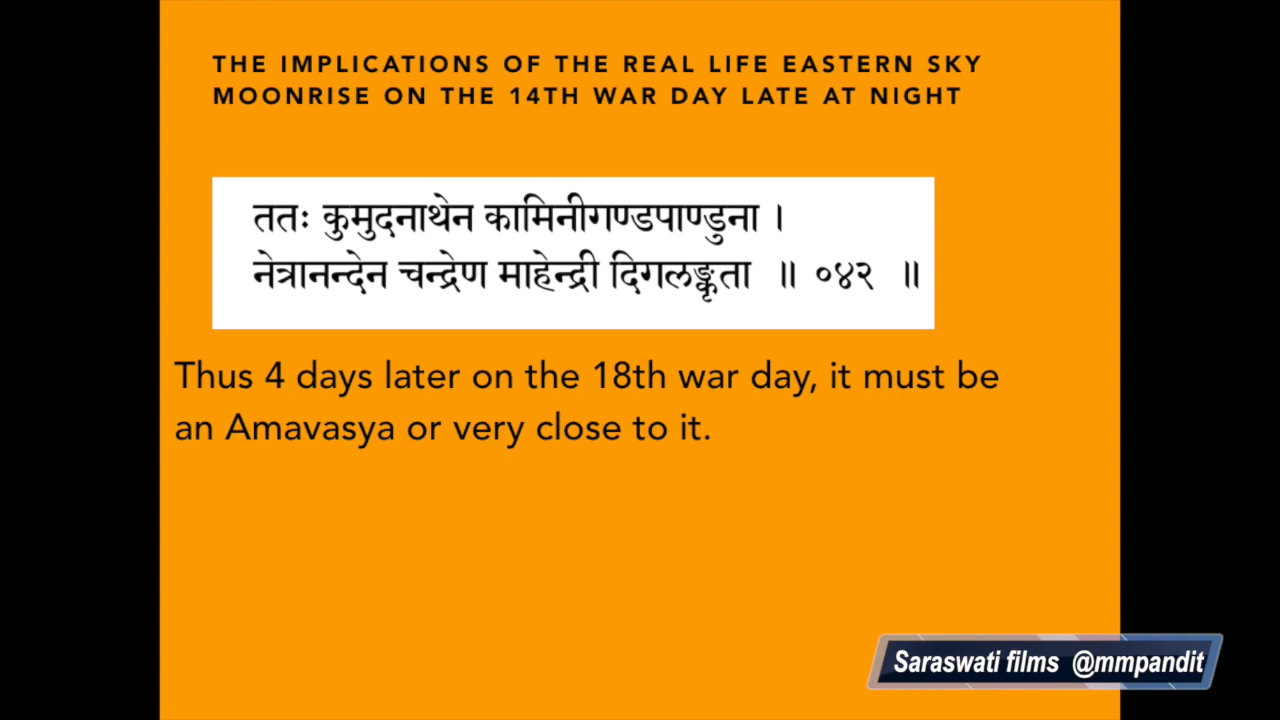 THE IMPLICATIONS OF THE REAL LIFE EASTERN SKY
MOONRISE ON THE 14TH WAR DAY LATE AT NIGHT
ततः कुमुदनाथेन कामिनीगण्डपाण्डुना ।
नेत्रानन्देन चन्द्रेण माहेन्द्री दिगलङ्कृता ॥ ०४२ ॥
Thus 4 days later on the 18th war day, it must be
an Amavasya or very close to it.
Saraswati films @mmpandit